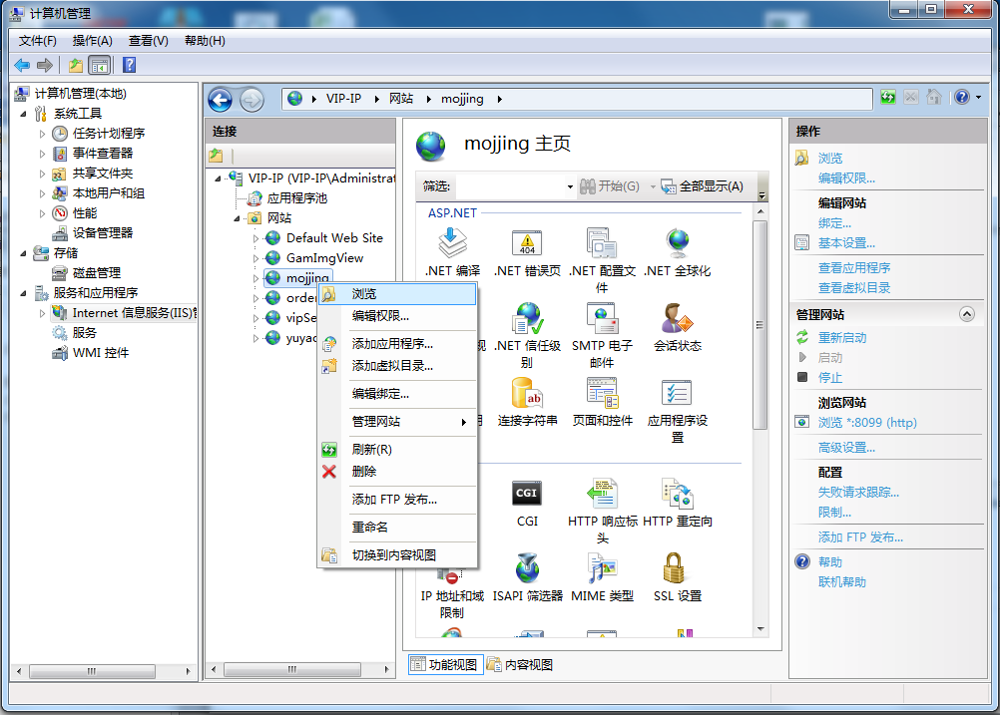 计算机管理
文件(F) 操作(A) 查看(V) 帮助(H)
计算机管理(本地)
系统工具
任务计划程序
事件查看器
共享文件夹
本地用户和组
性能
设备管理器
存储
磁盘管理
服务和应用程序
Internet 信息服务(IIS)管
服务
WMI 控件
VIP-IP 网站 mojjing
连接
VIP-IP (VIP-IP\Administrat
应用程序池
网站
Default Web Site
GamImgView
mojjing
order
vipSe
yuyao
浏览
编辑权限...
添加应用程序...
添加虚拟目录...
编辑绑定...
管理网站
刷新(R)
删除
添加 FTP 发布...
重命名
切换到内容视图
mojjing 主页
筛选: 开始(G) 全部显示(A)
ASP.NET
.NET 编译 .NET 错误页 .NET 配置文件 .NET 全球化
.NET 信任级别 SMTP 电子邮件 会话状态
连接字符串 页面和控件 应用程序设置
404
ab
CGI
CGI HTTP 响应标头 HTTP 重定向
IP 地址和域限制 ISAPI 筛选器 MIME 类型 SSL 设置
功能视图 内容视图
操作
浏览
编辑权限...
编辑网站
绑定...
基本设置...
查看应用程序
查看虚拟目录
管理网站
重新启动
启动
停止
浏览网站
浏览 *:8099 (http)
高级设置...
配置
失败请求跟踪...
限制...
添加 FTP 发布...
帮助
联机帮助